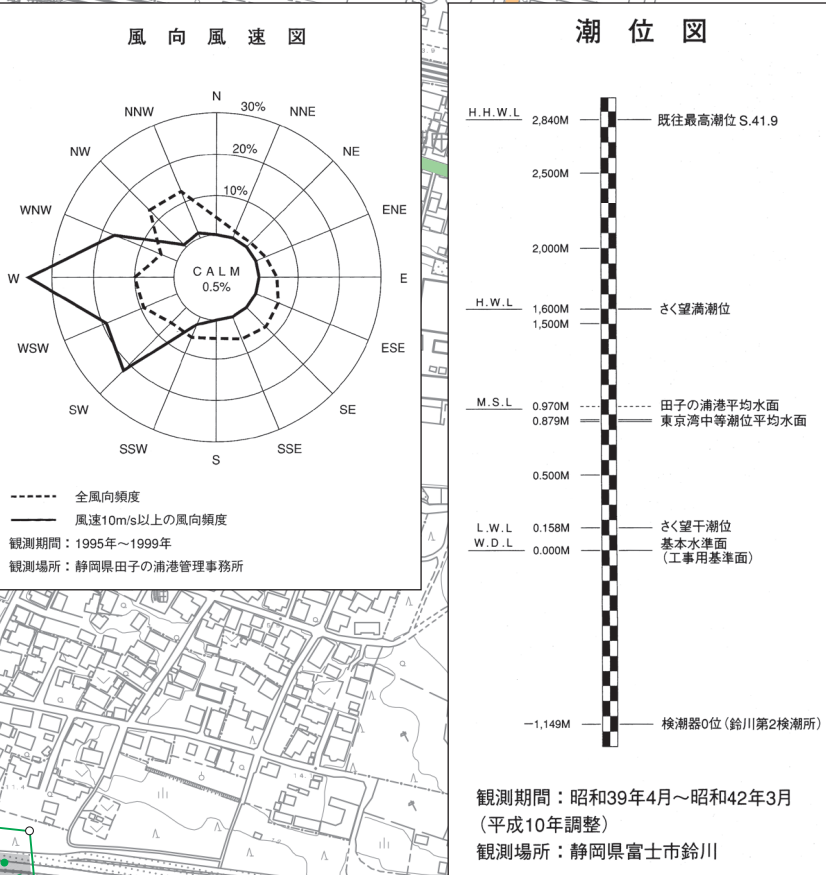 風向風速図
N
30%
NNW
NNE
20%
NW
NE
10%
WNW
ENE
W
CALM
0.5%
E
WSW
ESE
SW
SE
SSW
SSE
S
全風向頻度
風速10m/s以上の風向頻度
観測期間：1995年～1999年
観測場所：静岡県田子の浦港管理事務所
潮位図
H.H.W.L 2,840M 既往最高潮位 S.41.9
2,500M
2,000M
H.W.L 1,600M さく望満潮位
1,500M
M.S.L 0.970M 田子の浦港平均水面
0.879M 東京湾中等潮位平均水面
0.500M
L.W.L 0.158M さく望干潮位
W.D.L 0.000M 基本水準面
（工事用基準面）
－1,149M 検潮器0位（鈴川第2検潮所）
観測期間：昭和39年4月～昭和42年3月
（平成10年調整）
観測場所：静岡県富士市鈴川